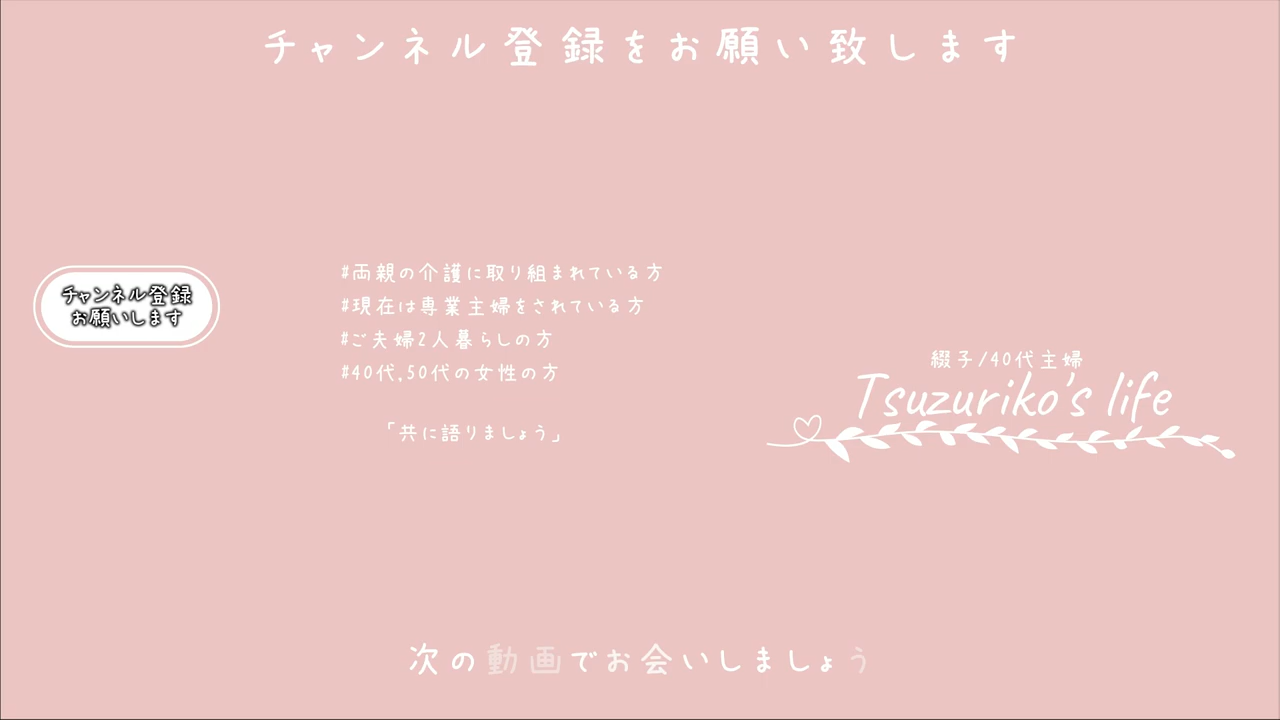 チャンネル登録をお願い致します
チャンネル登録
お願いします
#両親の介護に取り組まれている方
#現在は専業主婦をされている方
#ご夫婦2人暮らしの方
#40代,50代の女性の方
「共に語りましょう」
綴子/40代主婦
Tsuzuriko's life
次の動画でお会いしましょう